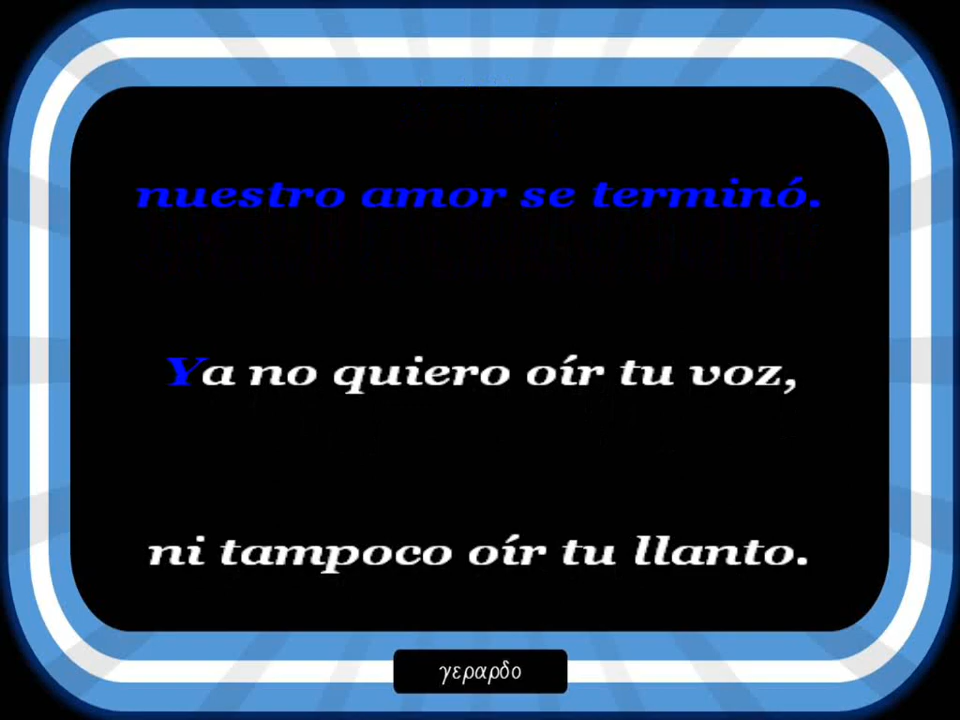 nuestro amor se terminó.
Ya no quiero oír tu voz,
ni tampoco oír tu llanto.
γεραρδο